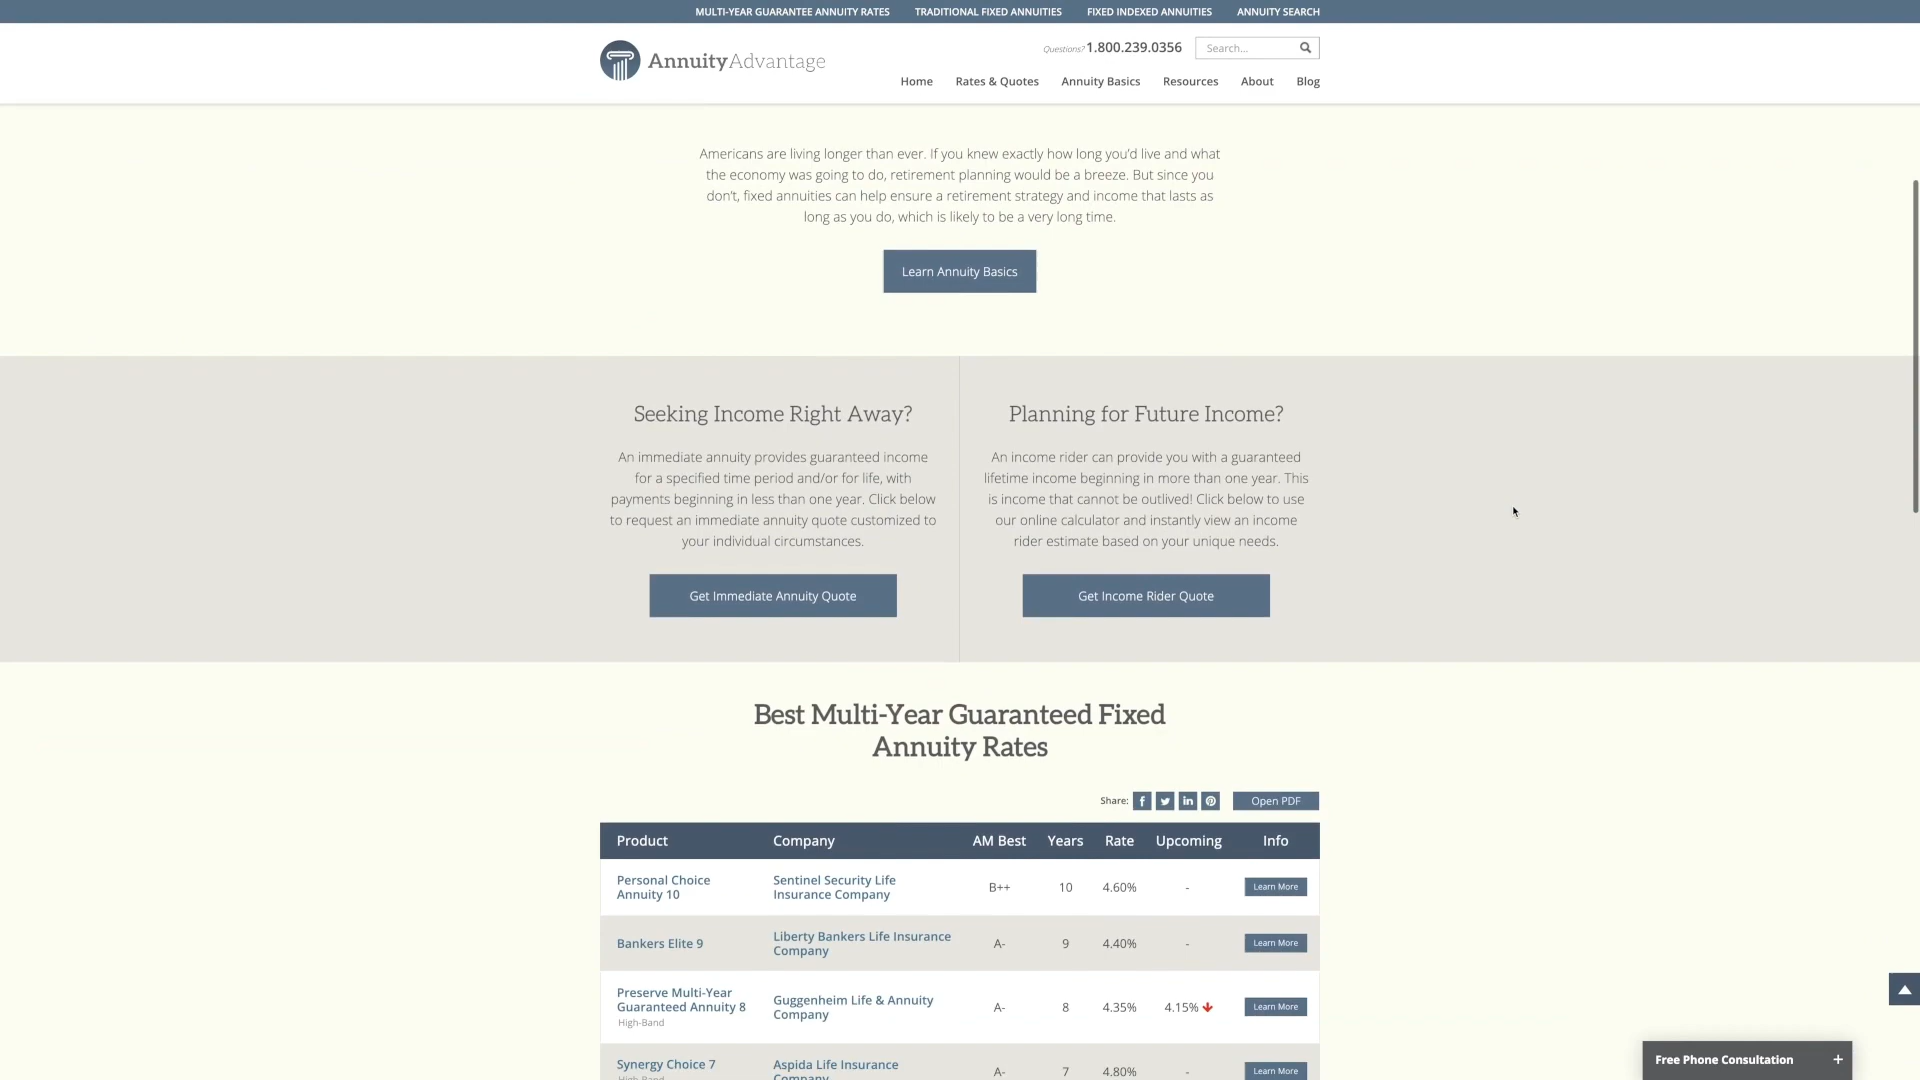 MULTI-YEAR GUARANTEE ANNUITY RATES TRADITIONAL FIXED ANNUITIES FIXED INDEXED ANNUITIES ANNUITY SEARCH
AnnuityAdvantage
Questions? 1.800.239.0356 Search...
Home Rates & Quotes Annuity Basics Resources About Blog
Americans are living longer than ever. If you knew exactly how long you'd live and what
the economy was going to do, retirement planning would be a breeze. But since you
don't, fixed annuities can help ensure a retirement strategy and income that lasts as
long as you do, which is likely to be a very long time.
Learn Annuity Basics
Seeking Income Right Away?
An immediate annuity provides guaranteed income
for a specified time period and/or for life, with
payments beginning in less than one year. Click below
to request an immediate annuity quote customized to
your individual circumstances.
Get Immediate Annuity Quote
Planning for Future Income?
An income rider can provide you with a guaranteed
lifetime income beginning in more than one year. This
is income that cannot be outlived! Click below to use
our online calculator and instantly view an income
rider estimate based on your unique needs.
Get Income Rider Quote
Best Multi-Year Guaranteed Fixed
Annuity Rates
Share: Open PDF
Product Company AM Best Years Rate Upcoming Info
Personal Choice
Annuity 10
Sentinel Security Life
Insurance Company
B++ 10 4.60% - Learn More
Bankers Elite 9
Liberty Bankers Life Insurance
Company
A- 9 4.40% - Learn More
Preserve Multi-Year
Guaranteed Annuity 8
High-Band
Guggenheim Life & Annuity
Company
A- 8 4.35% 4.15% Learn More
Synergy Choice 7
High-Band
Aspida Life Insurance
Company
A- 7 4.80% - Learn More
Free Phone Consultation +